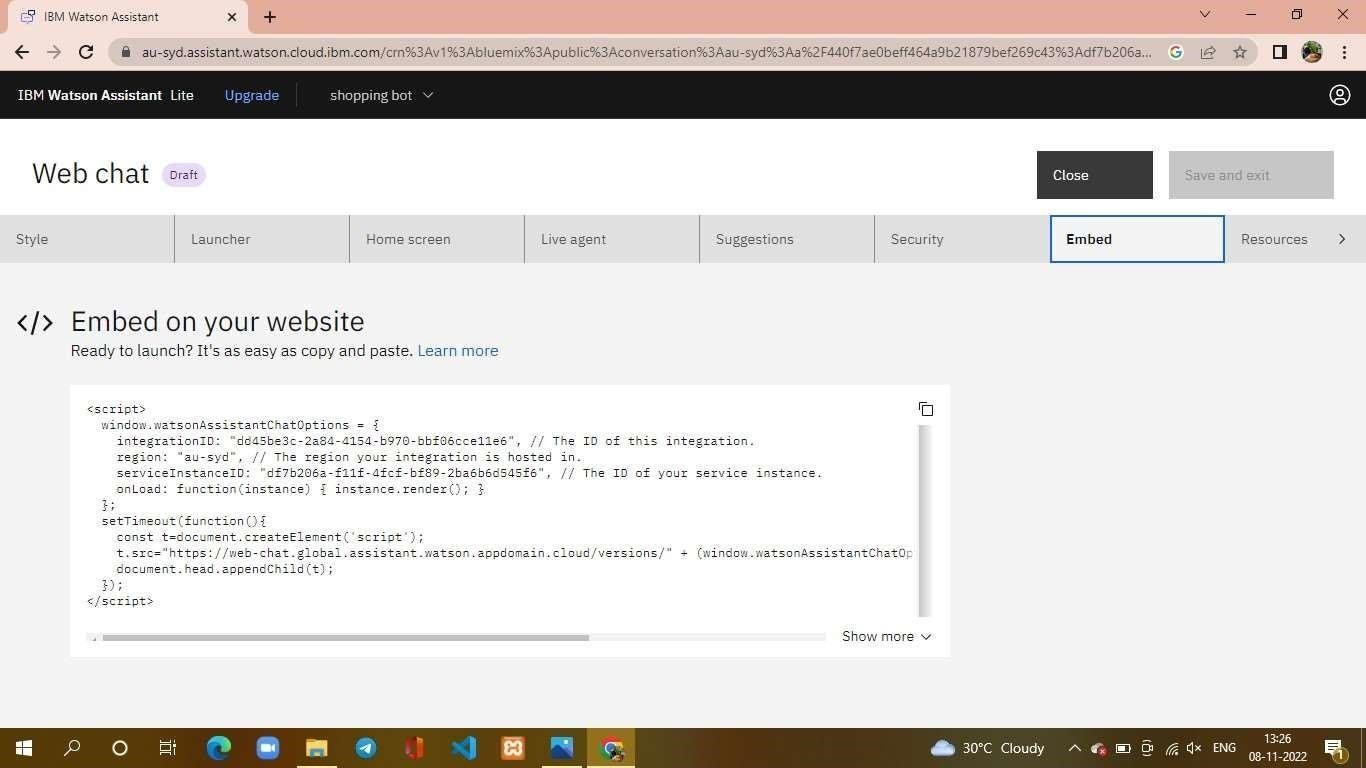 IBM Watson Assistant
au-syd.assistant.watson.cloud.ibm.com/crn%3Av1%3Abluemix%3Apublic%3Aconversation%3Aau-syd%3Aa%2F440f7ae0beff464a9b21879bef269c43%3Adf7b206a...
IBM Watson Assistant Lite Upgrade shopping bot
Web chat Draft Close Save and exit
Style Launcher Home screen Live agent Suggestions Security Embed Resources
</> Embed on your website
Ready to launch? It's as easy as copy and paste. Learn more
<script>
window.watsonAssistantChatOptions = {
integrationID: "dd45be3c-2a84-4154-b970-bbf06cce11e6", // The ID of this integration.
region: "au-syd", // The region your integration is hosted in.
serviceInstanceID: "df7b206a-f11f-4fcf-bf89-2ba6b6d545f6", // The ID of your service instance.
onLoad: function(instance) { instance.render(); }
};
setTimeout(function(){
const t=document.createElement('script');
t.src="https://web-chat.global.assistant.watson.appdomain.cloud/versions/" + (window.watsonAssistantChatOp
document.head.appendChild(t);
});
</script>
Show more
30°C Cloudy ENG 13:26
08-11-2022 1